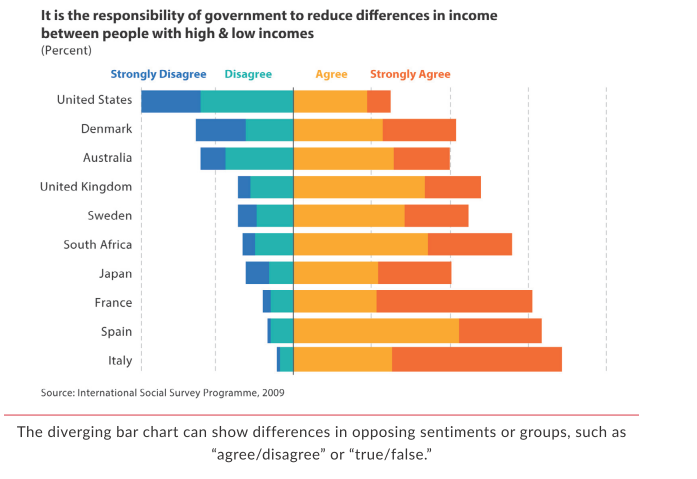 It is the responsibility of government to reduce differences in income
between people with high & low incomes
(Percent)
Strongly Disagree Disagree Agree Strongly Agree
United States
Denmark
Australia
United Kingdom
Sweden
South Africa
Japan
France
Spain
Italy
Source: International Social Survey Programme, 2009
The diverging bar chart can show differences in opposing sentiments or groups, such as
“agree/disagree” or “true/false.”